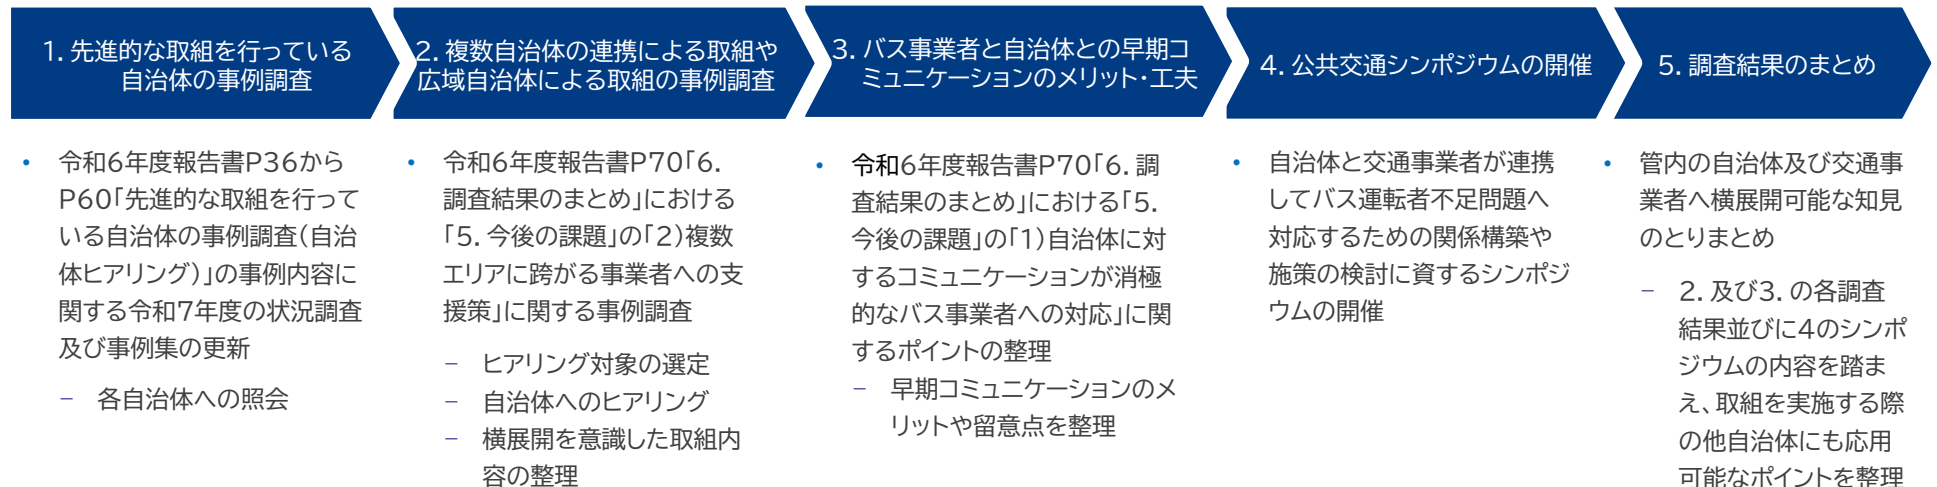 1. 先進的な取組を行っている
自治体の事例調査
2. 複数自治体の連携による取組や
広域自治体による取組の事例調査
3. バス事業者と自治体との早期コ
ミュニケーションのメリット・工夫
4. 公共交通シンポジウムの開催
5. 調査結果のまとめ
• 令和6年度報告書P36から
P60「先進的な取組を行って
いる自治体の事例調査(自治
体ヒアリング)」の事例内容に
関する令和7年度の状況調査
及び事例集の更新
– 各自治体への照会
• 令和6年度報告書P70「6.
調査結果のまとめ」における
「5. 今後の課題」の「2)複数
エリアに跨がる事業者への支
援策」に関する事例調査
– ヒアリング対象の選定
– 自治体へのヒアリング
– 横展開を意識した取組内
容の整理
• 令和6年度報告書P70「6. 調
査結果のまとめ」における「5.
今後の課題」の「1)自治体に対
するコミュニケーションが消極
的なバス事業者への対応」に関
するポイントの整理
– 早期コミュニケーションのメ
リットや留意点を整理
• 自治体と交通事業者が連携
してバス運転者不足問題へ
対応するための関係構築や
施策の検討に資するシンポジ
ウムの開催
• 管内の自治体及び交通事
業者へ横展開可能な知見
のとりまとめ
– 2. 及び3. の各調査
結果並びに4のシンポ
ジウムの内容を踏ま
え、取組を実施する際
の他自治体にも応用
可能なポイントを整理